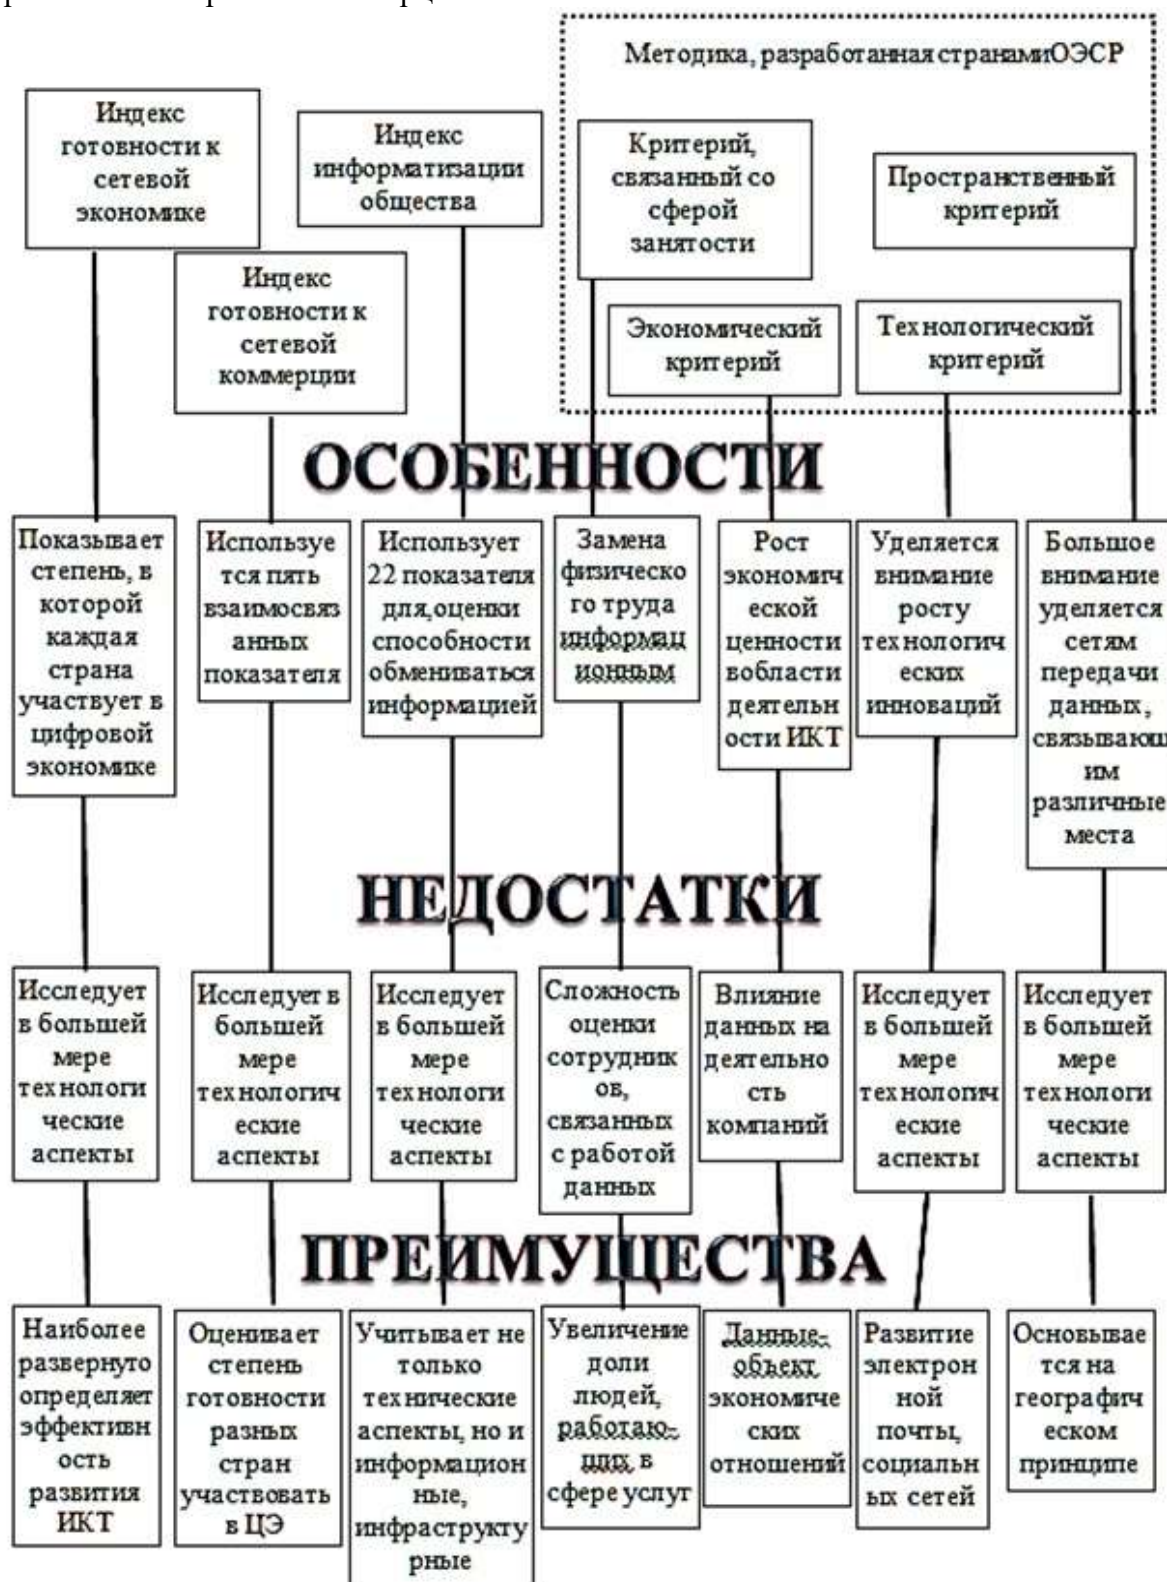 Методика, разработанная странамиОЭСР
Индекс
готовности к
сетевой
экономике
Индекс
информатизации
общества
Критерий,
связанный со
сферой
занятости
Пространственный
критерий
Индекс
готовности к
сетевой
коммерции
Экономический
критерий
Технологический
критерий
ОСОБЕННОСТИ
Показывает
степень, в
которой
каждая
страна
участвует в
цифровой
экономике
Используе
тся пять
взаимосвяз
анных
показателя
Использует
22 показателя
для,оценки
способности
обмениваться
информацией
Замена
физическо
го труда
информац
ионным
Рост
экономич
еской
ценности
вобласти
деятельн
ости ИКТ
Уделяется
внимание
росту
технологич
еских
инноваций
Большое
внимание
уделяется
сетям
передачи
данных,
связывающ
им
различные
места
НЕДОСТАТКИ
Исследует
в большей
мере
технологи
ческие
аспекты
Исследует в
большей
мере
технологич
еские
аспекты
Исследует
в большей
мере
технологи
ческие
аспекты
Сложность
оценки
сотрудник
ов,
связанных
с работой
данных
Влияние
данных на
деятельно
сть
компаний
Исследует
в большей
мере
технологич
еские
аспекты
Исследует
в большей
мере
технологи
ческие
аспекты
ПРЕИМУЩЕСТВА
Наиболее
развернуто
определяет
эффективн
ость
развития
ИКТ
Оценивает
степень
готовности
разных
стран
участвовать
в ЦЭ
Учитывает не
только
технические
аспекты, но и
информацион
ные,
инфраструкту
рные
Увеличение
доли
людей,
работаю-
щих в
сфере услуг
Данные-
объект
экономиче
ских
отношений
Развитие
электрон
ной
почты,
социальн
ых сетей
Основывае
тся на
географич
еском
принципе